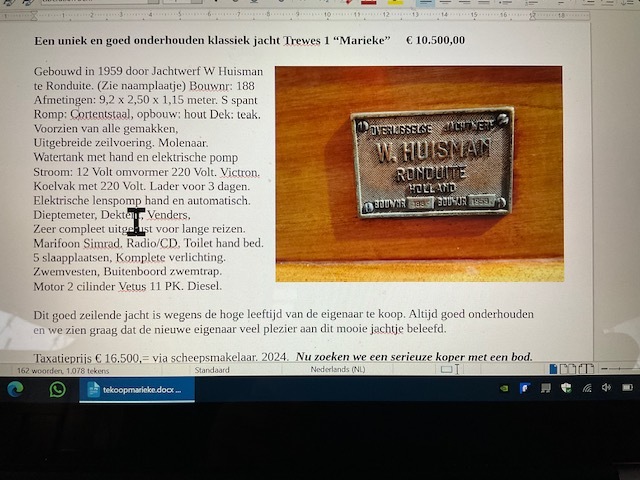 Een uniek en goed onderhouden klassiek jacht Trewes 1 “Marieke” € 10.500,00
Gebouwd in 1959 door Jachtwerf W Huisman
te Ronduite. (Zie naamplaatje) Bouwnr: 188
Afmetingen: 9,2 x 2,50 x 1,15 meter. S spant
Romp: Cortentstaal, opbouw: hout Dek: teak.
Voorzien van alle gemakken,
Uitgebreide zeilvoering. Molenaar.
Watertank met hand en elektrische pomp
Stroom: 12 Volt omvormer 220 Volt. Victron.
Koelvak met 220 Volt. Lader voor 3 dagen.
Elektrische lenspomp hand en automatisch.
Dieptemeter, Venders,
Zeer compleet uitgerust voor lange reizen.
Marifoon Simrad. Radio/CD. Toilet hand bed.
5 slaapplaatsen, Komplete verlichting.
Zwemvesten, Buitenboord zwemtrap.
Motor 2 cilinder Vetus 11 PK. Diesel.
OVERIJSSELSE JACHTWERF
W. HUISMAN
RONDUITE
HOLLAND
BOUWNR BOUWJR
Dit goed zeilende jacht is wegens de hoge leeftijd van de eigenaar te koop. Altijd goed onderhouden
en we zien graag dat de nieuwe eigenaar veel plezier aan dit mooie jachtje beleefd.
Taxatieprijs € 16.500,= via scheepsmakelaar. 2024. Nu zoeken we een serieuze koper met een bod.
162 woorden, 1.078 tekens Standaard Nederlands (NL)
tekoopmarieke.docx ...